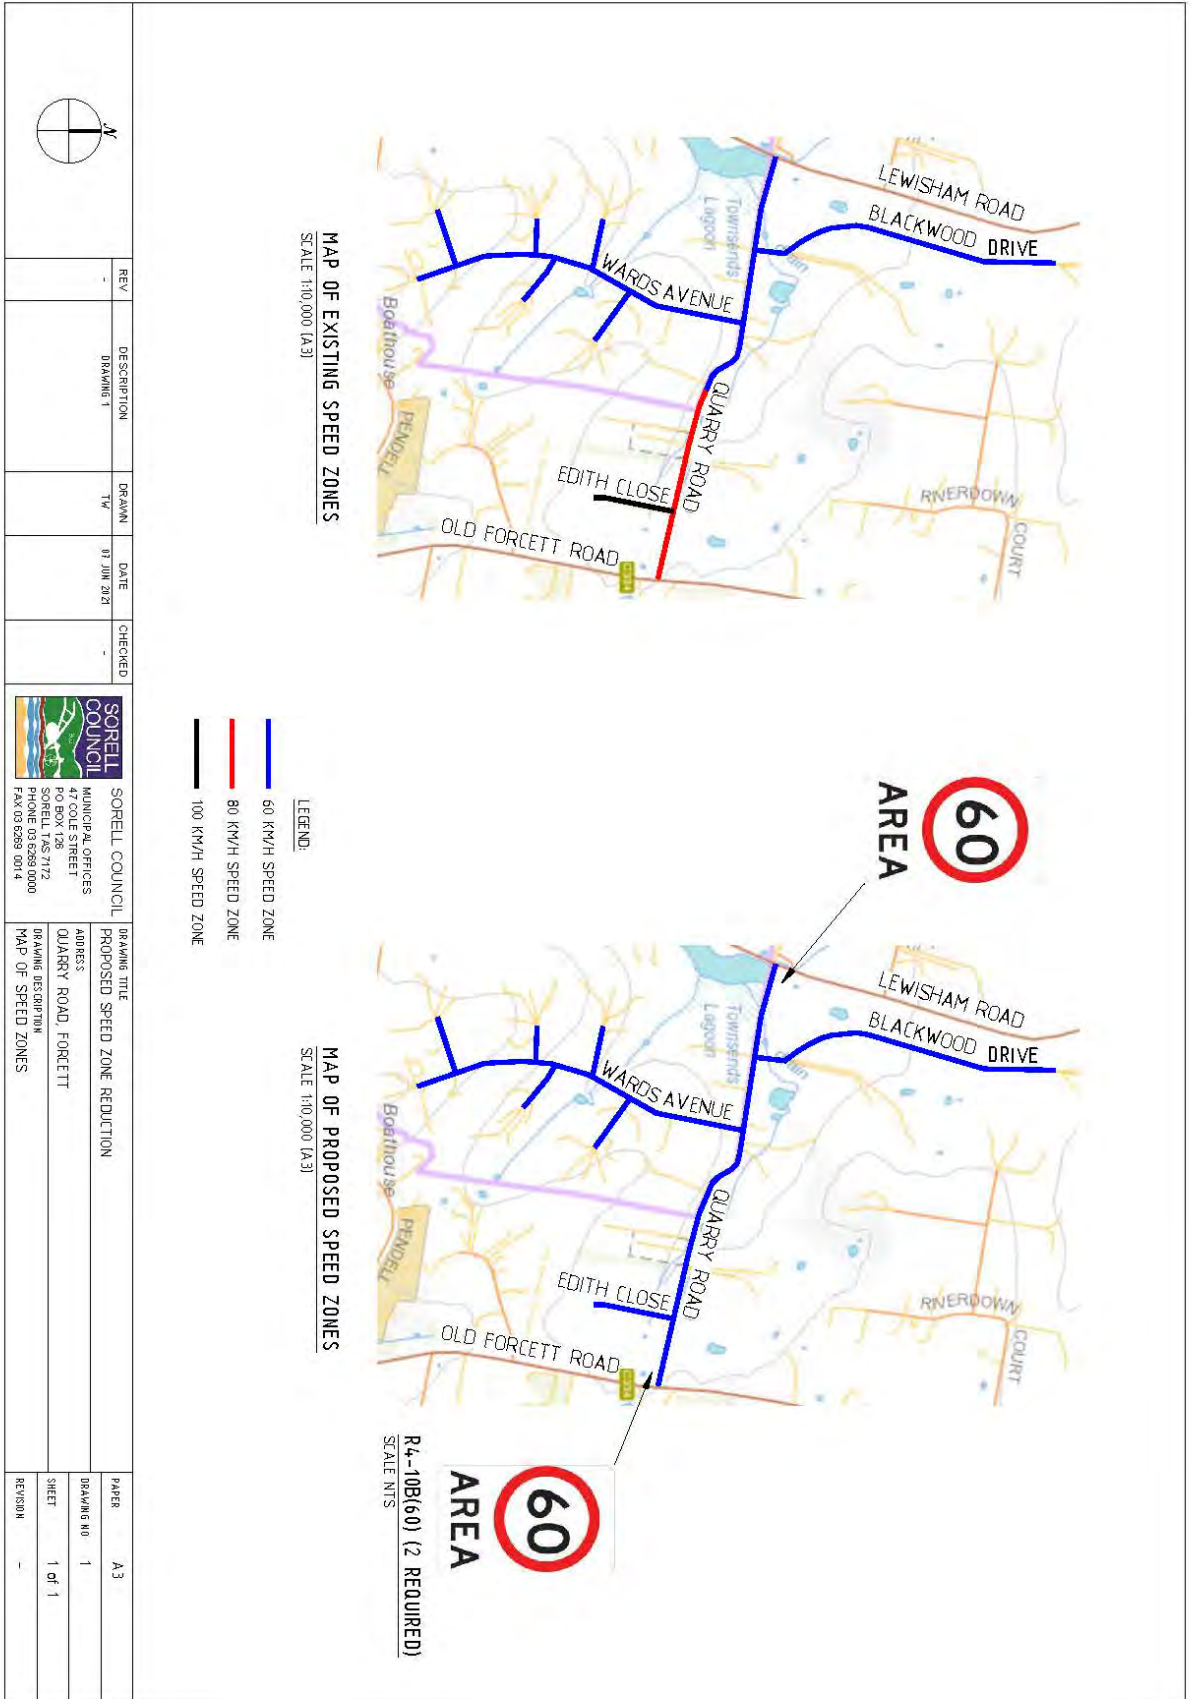 LEWISHAM ROAD
BLACKWOOD DRIVE
Townsends
Lagoon
WARDS AVENUE
QUARRY ROAD
RIVERDOWN
COURT
EDITH CLOSE
Boathouse
PENDELL
OLD FORCETT ROAD
MAP OF EXISTING SPEED ZONES
SCALE 1:10,000 (A3)
60
AREA
LEWISHAM ROAD
BLACKWOOD DRIVE
Townsends
Lagoon
WARDS AVENUE
QUARRY ROAD
RIVERDOWN
COURT
EDITH CLOSE
Boathouse
PENDELL
OLD FORCETT ROAD
MAP OF PROPOSED SPEED ZONES
SCALE 1:10,000 (A3)
R4-10B(60) (2 REQUIRED)
SCALE NTS
60
AREA
LEGEND:
60 KM/H SPEED ZONE
80 KM/H SPEED ZONE
100 KM/H SPEED ZONE
N
REV DESCRIPTION DRAWN DATE CHECKED
- DRAWING 1 TW 07 JUN 2021 -
SORELL
COUNCIL
SORELL COUNCIL
MUNICIPAL OFFICES
47 COLE STREET
PO BOX 126
SORELL TAS 7172
PHONE 03 6269 0000
FAX 03 6269 0014
DRAWING TITLE
PROPOSED SPEED ZONE REDUCTION
ADDRESS
QUARRY ROAD, FORCETT
DRAWING DESCRIPTION
MAP OF SPEED ZONES
PAPER A3
DRAWING NO 1
SHEET 1 of 1
REVISION -